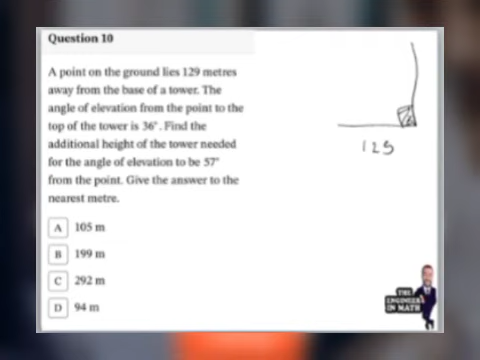 Question 10
A point on the ground lies 129 metres
away from the base of a tower. The
angle of elevation from the point to the
top of the tower is 36°. Find the
additional height of the tower needed
for the angle of elevation to be 57°
from the point. Give the answer to the
nearest metre.
A 105 m
B 199 m
C 292 m
D 94 m
129
THE
ENGINEER
IN MATH